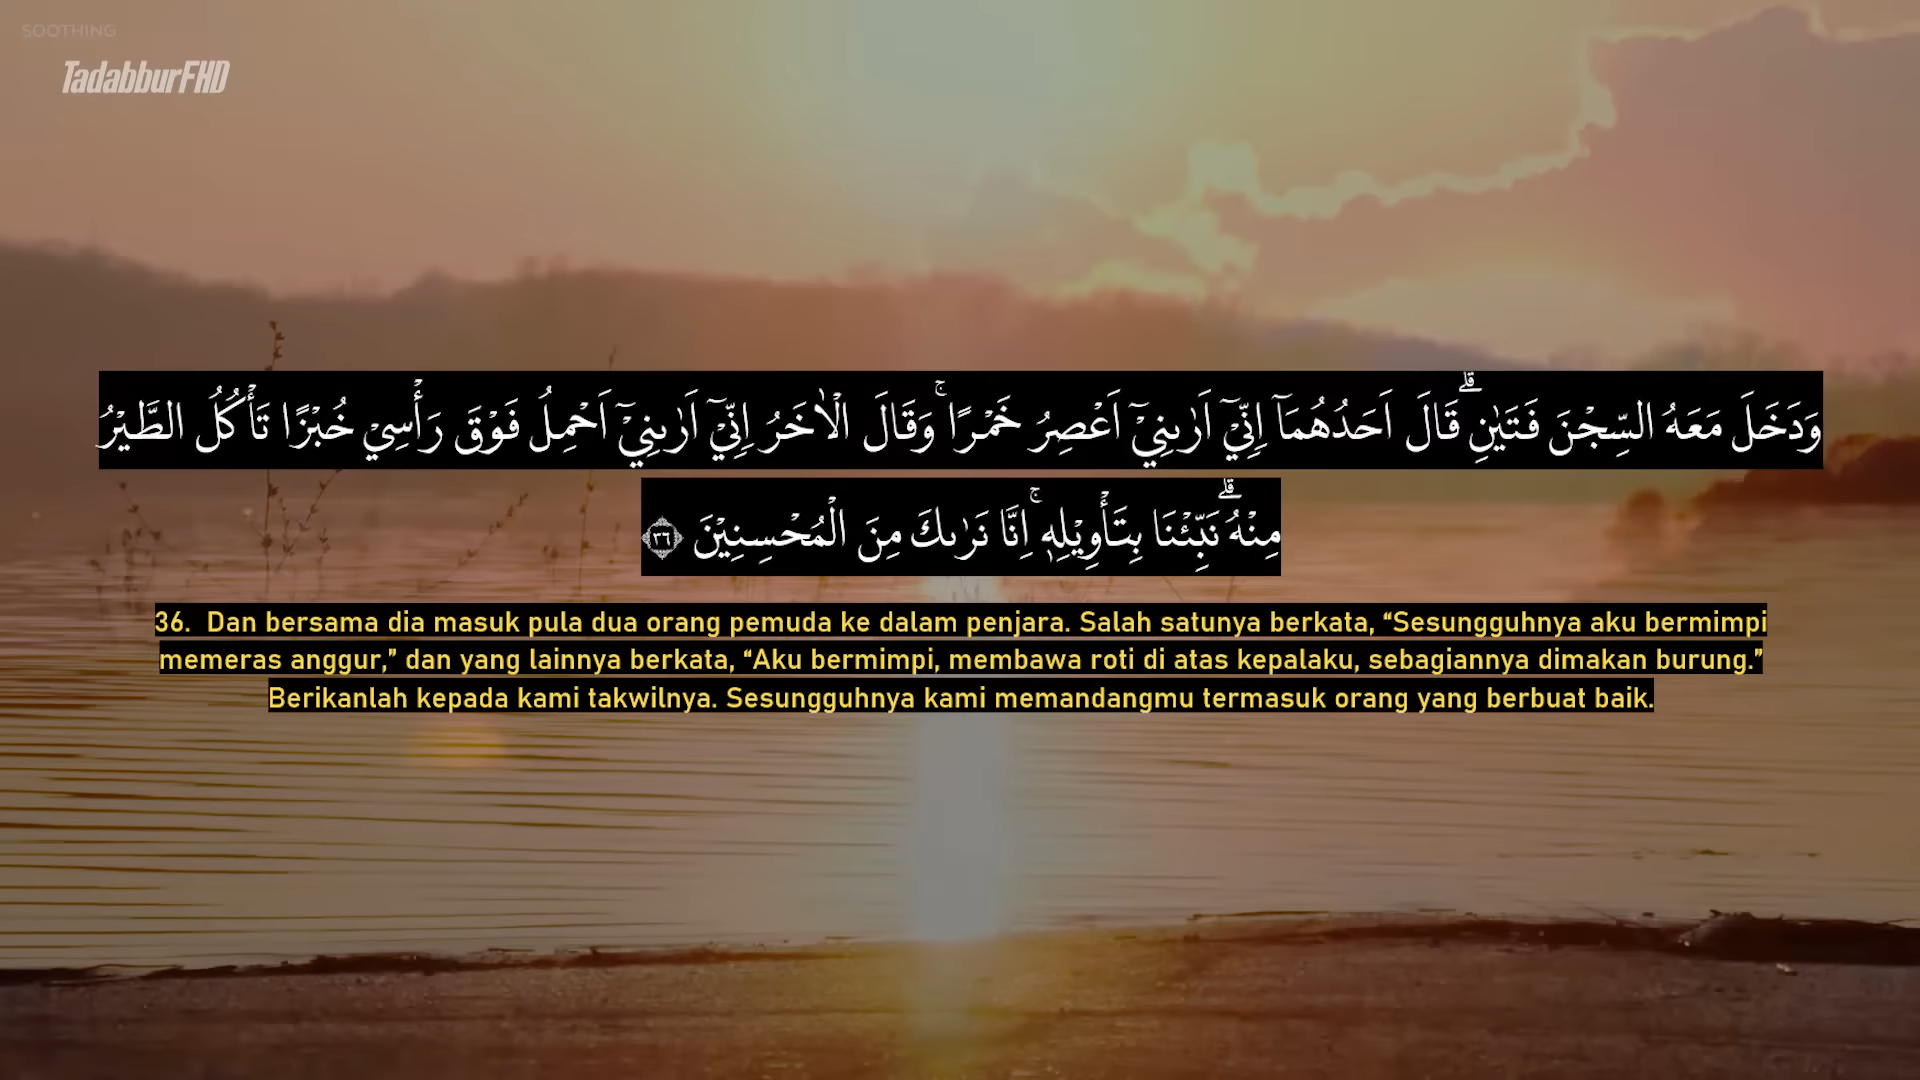 SOOTHING
TadabburFHD
وَدَخَلَ مَعَهُ السِّجْنَ فَتَيٰنِۗ قَالَ اَحَدُهُمَآ اِنِّيْٓ اَرٰىنِيْٓ اَعْصِرُ خَمْرًا ۚوَقَالَ الْاٰخَرُ اِنِّيْٓ اَرٰىنِيْٓ اَحْمِلُ فَوْقَ رَأْسِيْ خُبْزًا تَأْكُلُ الطَّيْرُ
مِنْهُۗ نَبِّئْنَا بِتَأْوِيْلِهٖ ۚاِنَّا نَرٰىكَ مِنَ الْمُحْسِنِيْنَ ٣٦
36.  Dan bersama dia masuk pula dua orang pemuda ke dalam penjara. Salah satunya berkata, “Sesungguhnya aku bermimpi
memeras anggur,” dan yang lainnya berkata, “Aku bermimpi, membawa roti di atas kepalaku, sebagiannya dimakan burung.”
Berikanlah kepada kami takwilnya. Sesungguhnya kami memandangmu termasuk orang yang berbuat baik.